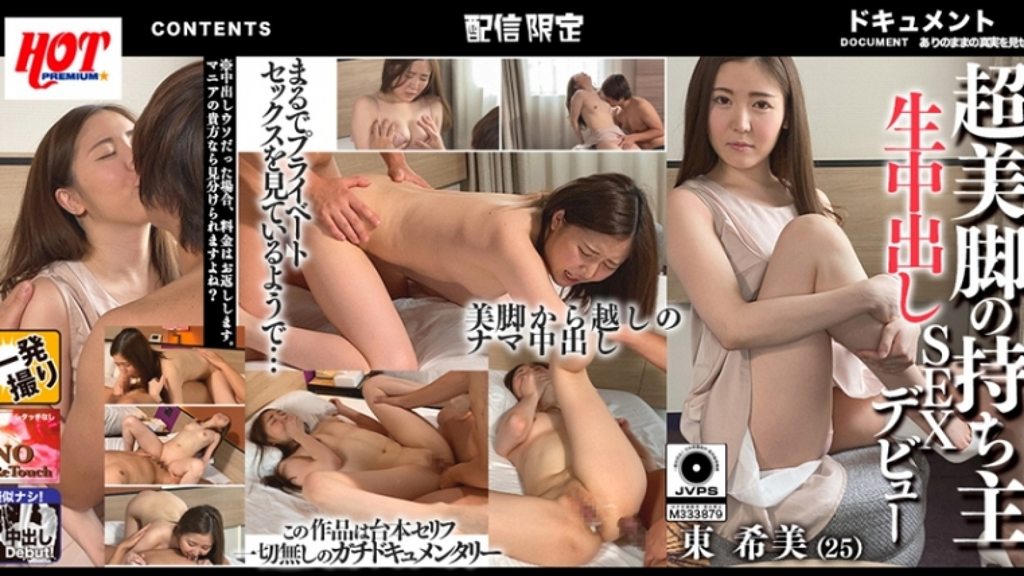 HOT
PREMIUM
CONTENTS
配信限定
ドキュメント
DOCUMENT ありのままの真実を見せ
まるでプライベート
セックスを見ているようで…
中出しウソだった場合、料金はお返しします。
マニアの貴方なら見分けられますよね?
美脚から越しの
ナマ中出し
一発
撮り
NO
ReTouch
中出し
Debut!
この作品は台本セリフ
一切無しのガチドキュメンタリー
超美脚の持ち主
生中出し
SEX
デビュー
JVPS
M333879
東 希美(25)